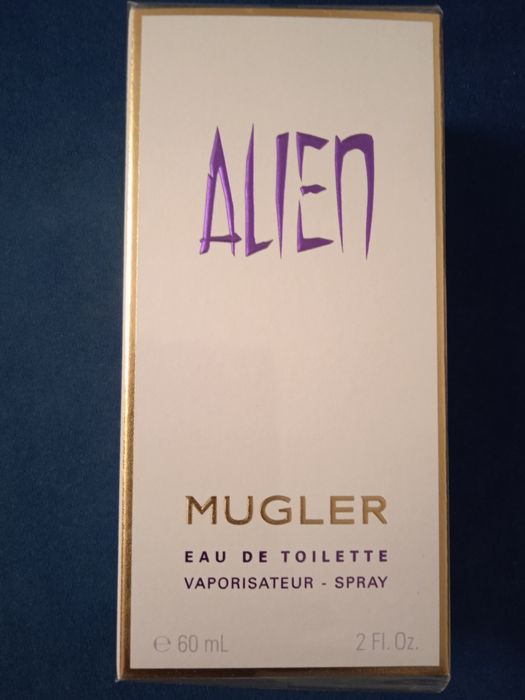 ALIEN
MUGLER
EAU DE TOILETTE
VAPORISATEUR - SPRAY
℮ 60 mL 2 Fl. Oz.